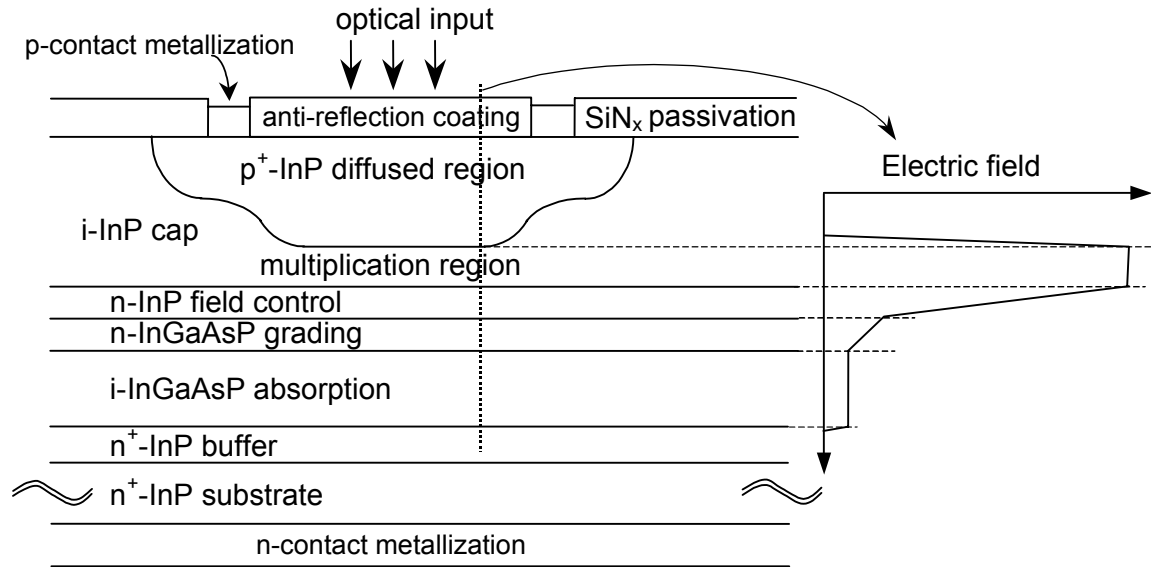 optical input
p-contact metallization
anti-reflection coating
SiNx passivation
p+-InP diffused region
Electric field
i-InP cap
multiplication region
n-InP field control
n-InGaAsP grading
i-InGaAsP absorption
n+-InP buffer
n+-InP substrate
n-contact metallization